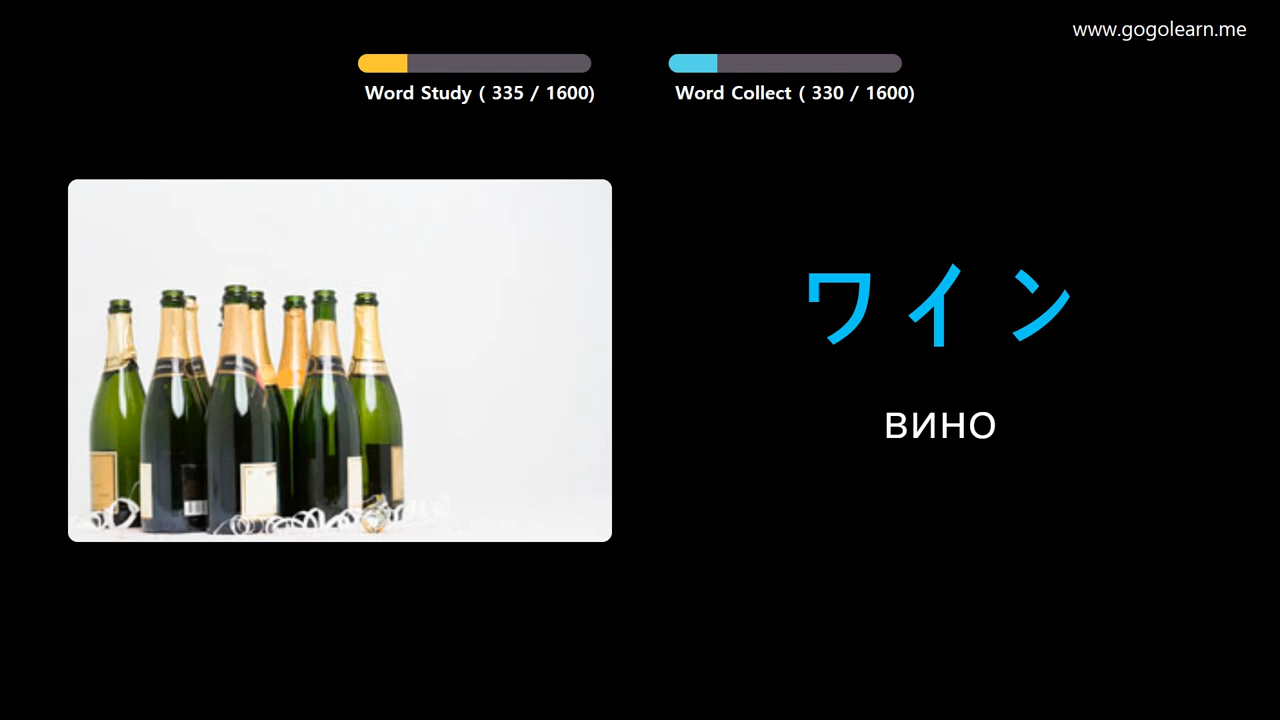 www.gogolearn.me
Word Study ( 335 / 1600)
Word Collect ( 330 / 1600)
ワイン
вино